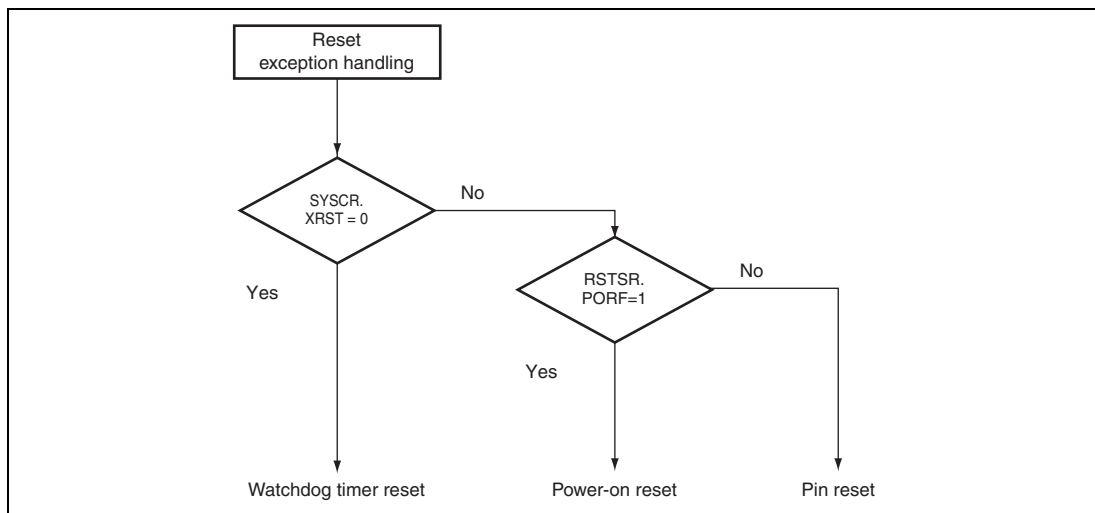 Reset
exception handling
SYSCR.
XRST = 0
No
Yes
RSTSR.
PORF=1
No
Yes
Watchdog timer reset
Power-on reset
Pin reset